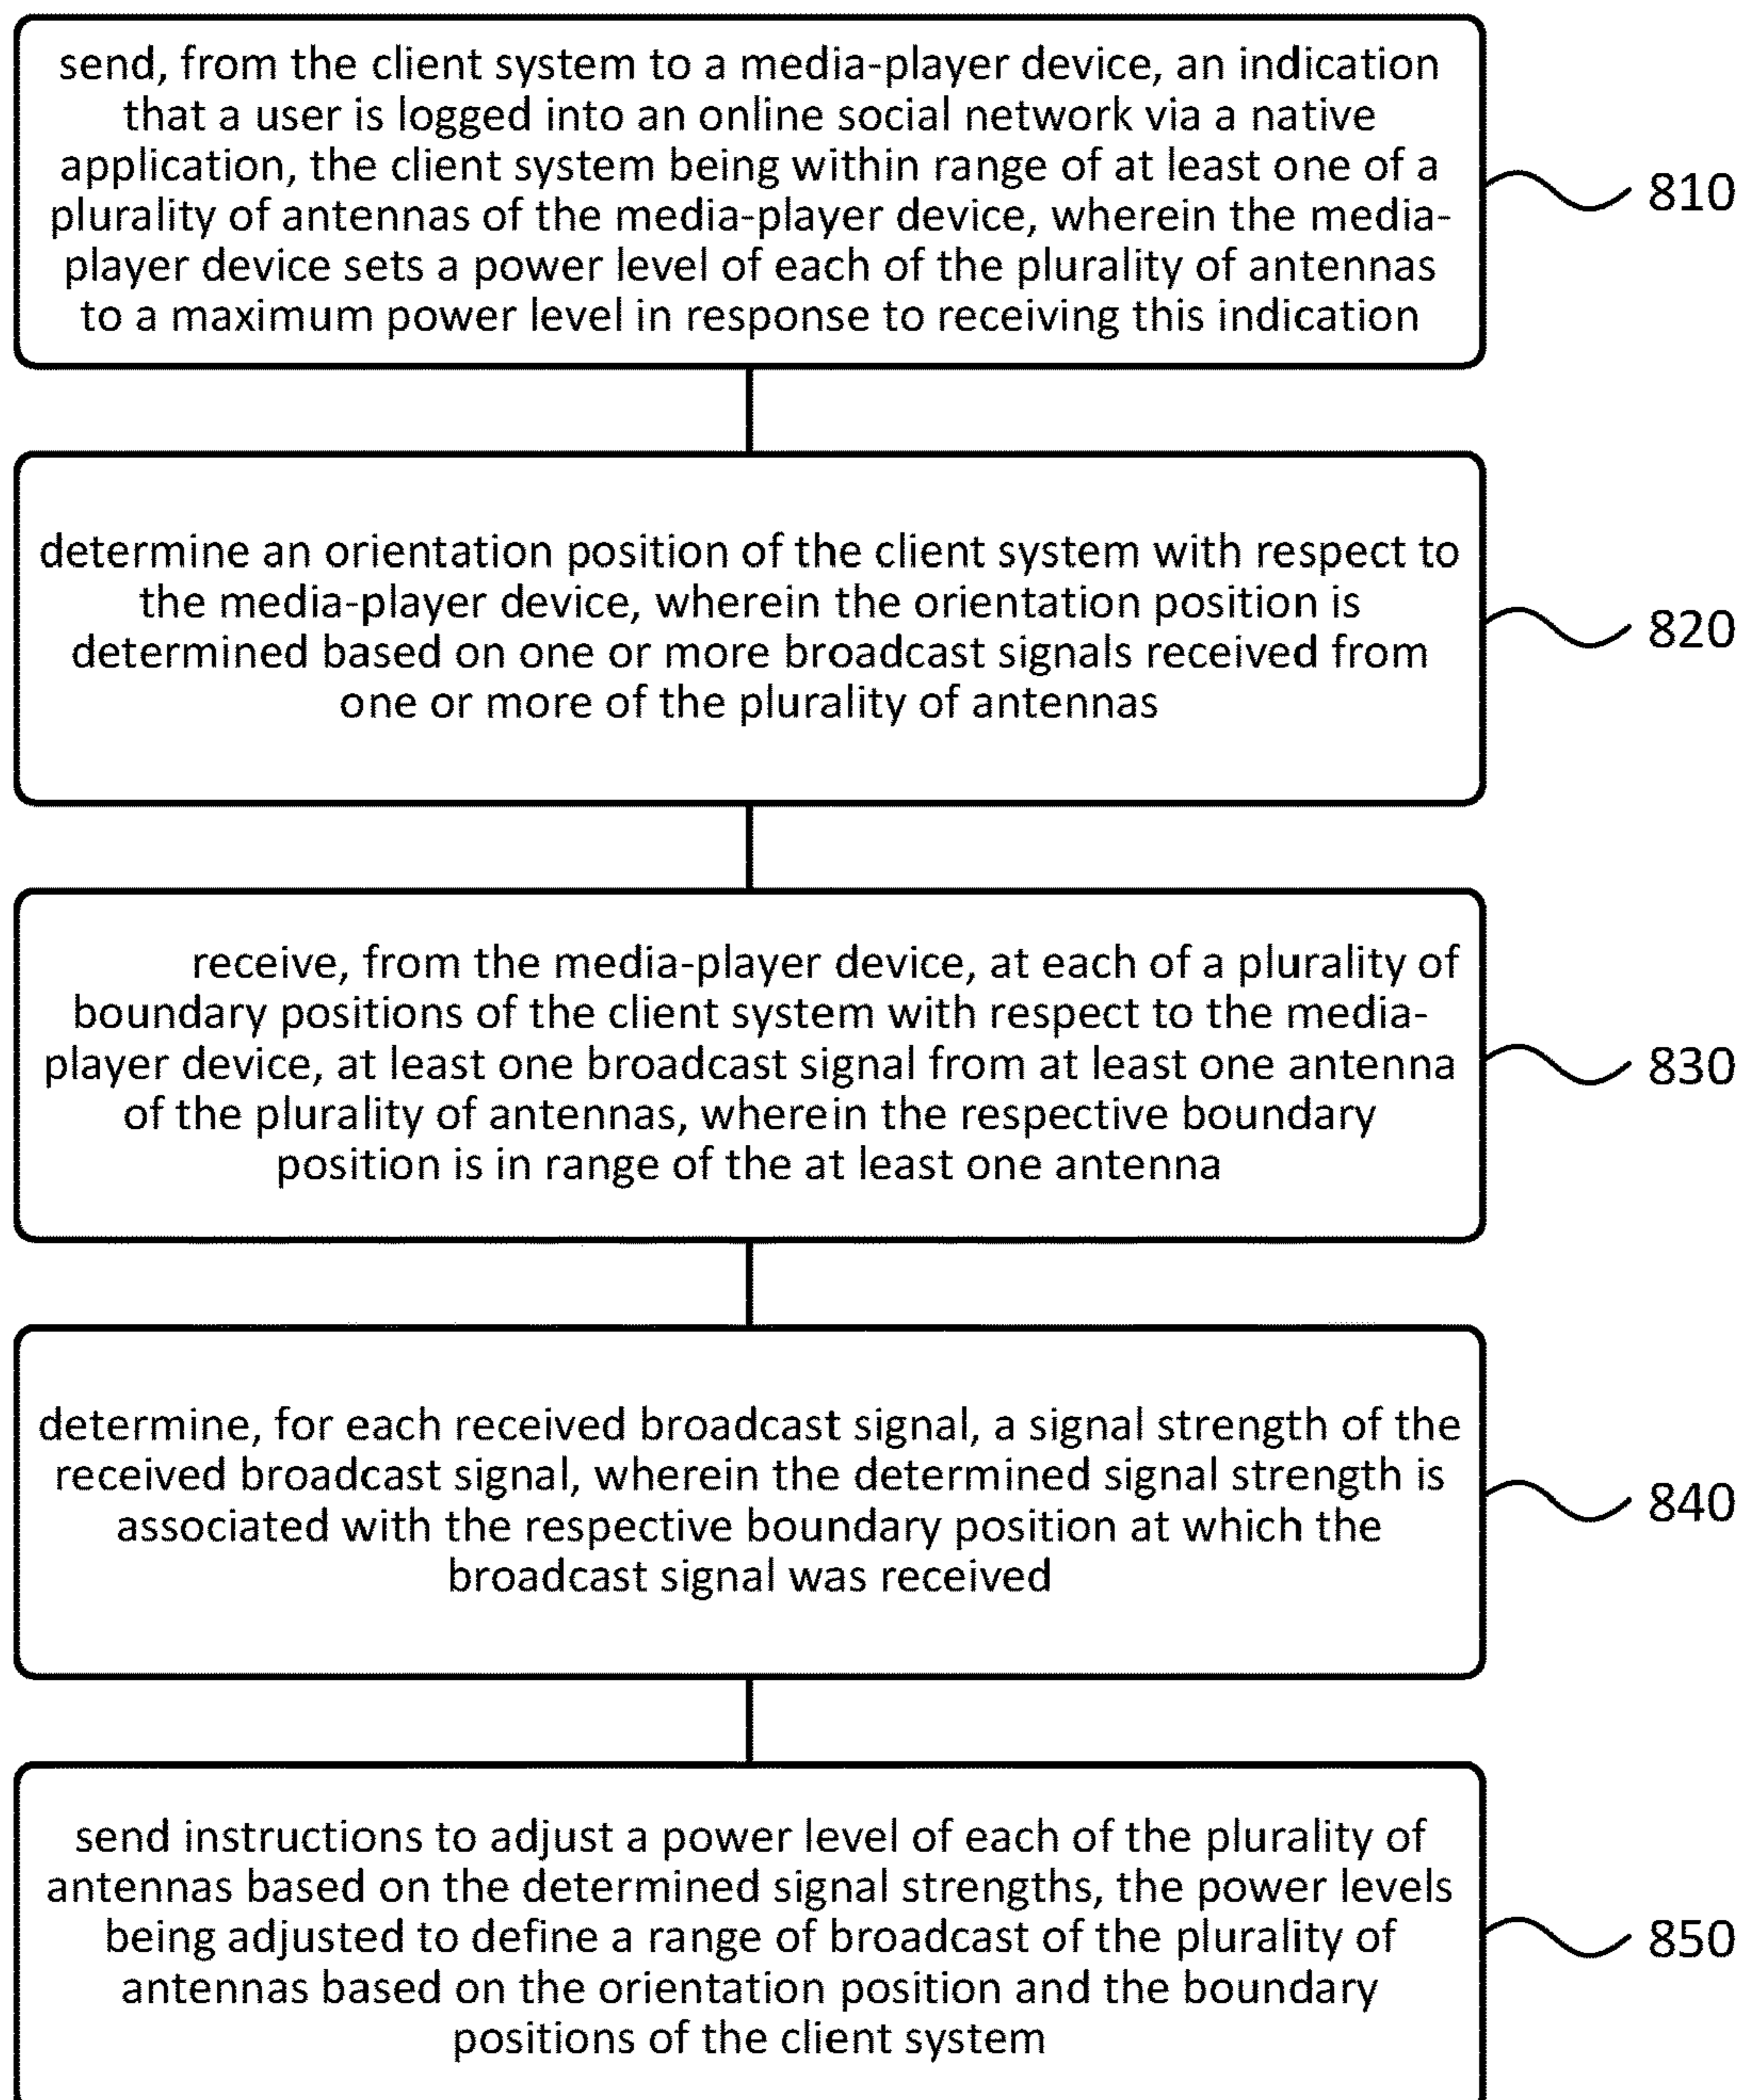 send, from the client system to a media-player device, an indication
that a user is logged into an online social network via a native
application, the client system being within range of at least one of a
plurality of antennas of the media-player device, wherein the media-
player device sets a power level of each of the plurality of antennas
to a maximum power level in response to receiving this indication
810
determine an orientation position of the client system with respect to
the media-player device, wherein the orientation position is
determined based on one or more broadcast signals received from
one or more of the plurality of antennas
820
receive, from the media-player device, at each of a plurality of
boundary positions of the client system with respect to the media-
player device, at least one broadcast signal from at least one antenna
of the plurality of antennas, wherein the respective boundary
position is in range of the at least one antenna
830
determine, for each received broadcast signal, a signal strength of the
received broadcast signal, wherein the determined signal strength is
associated with the respective boundary position at which the
broadcast signal was received
840
send instructions to adjust a power level of each of the plurality of
antennas based on the determined signal strengths, the power levels
being adjusted to define a range of broadcast of the plurality of
antennas based on the orientation position and the boundary
positions of the client system
850